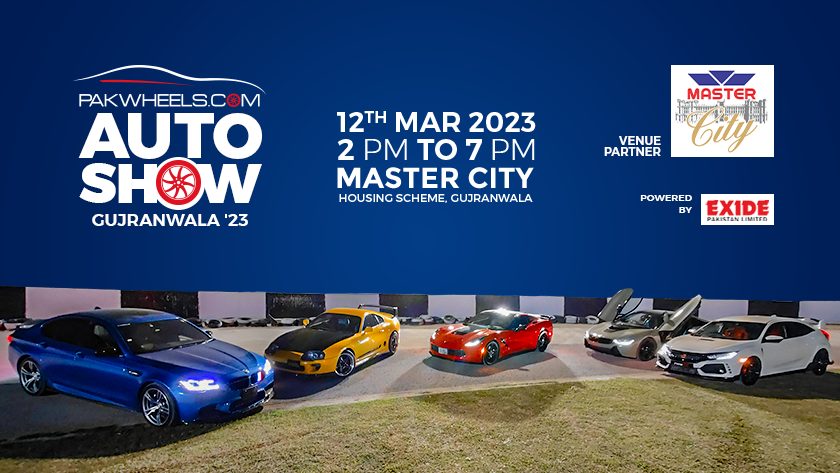 PAKWHEELS.COM
AUTO
SHOW
GUJRANWALA '23
12TH MAR 2023
2 PM TO 7 PM
MASTER CITY
HOUSING SCHEME, GUJRANWALA
VENUE
PARTNER
MASTER
City
POWERED
BY
EXIDE
PAKISTAN LIMITED